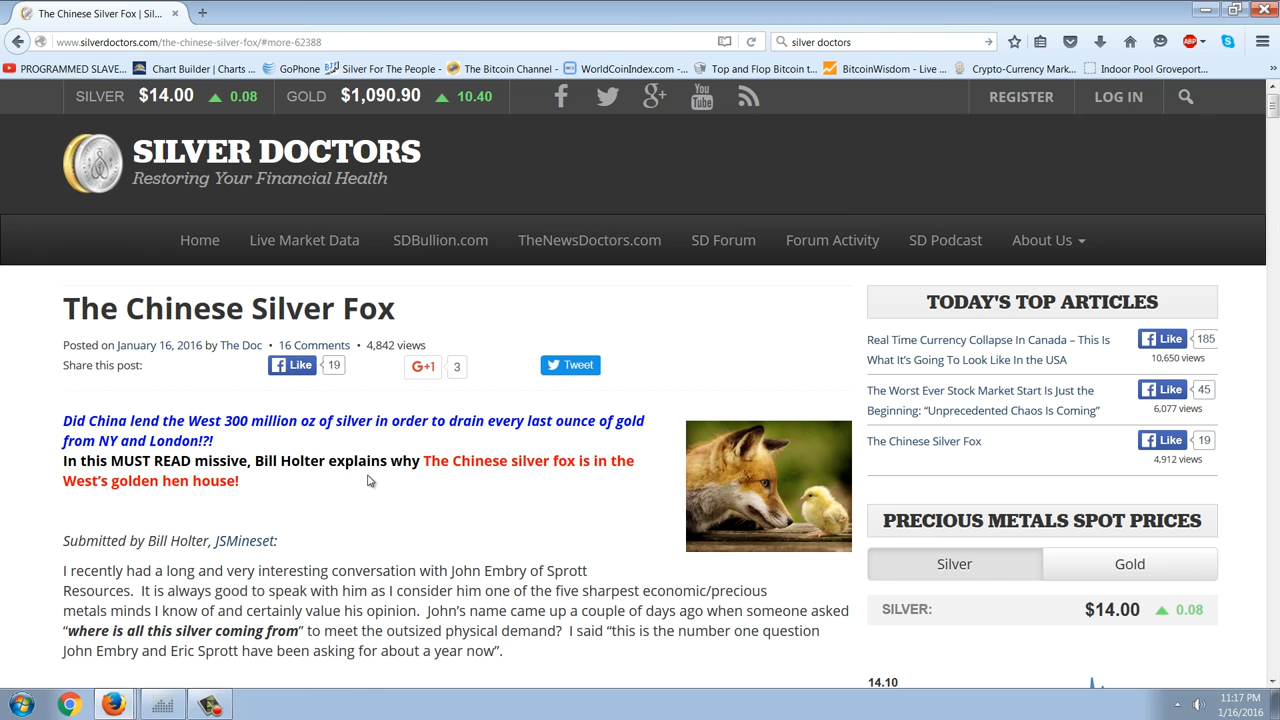 The Chinese Silver Fox | Sil...
www.silverdoctors.com/the-chinese-silver-fox/#more-62388
silver doctors
ABP
PROGRAMMED SLAVE...
Chart Builder | Charts ...
GoPhone
Silver For The People - ...
The Bitcoin Channel - ...
WorldCoinIndex.com - ...
Top and Flop Bitcoin t...
BitcoinWisdom - Live ...
Crypto-Currency Mark...
Indoor Pool Groveport...
SILVER $14.00 0.08 GOLD $1,090.90 10.40
You Tube
REGISTER LOG IN
SILVER DOCTORS
Restoring Your Financial Health
Home Live Market Data SDBullion.com TheNewsDoctors.com SD Forum Forum Activity SD Podcast About Us
The Chinese Silver Fox
Posted on January 16, 2016 by The Doc • 16 Comments • 4,842 views
Share this post: Like 19 G+1 3 Tweet
Did China lend the West 300 million oz of silver in order to drain every last ounce of gold
from NY and London!?!
In this MUST READ missive, Bill Holter explains why The Chinese silver fox is in the
West's golden hen house!
Submitted by Bill Holter, JSMineset:
I recently had a long and very interesting conversation with John Embry of Sprott
Resources. It is always good to speak with him as I consider him one of the five sharpest economic/precious
metals minds I know of and certainly value his opinion. John's name came up a couple of days ago when someone asked
“where is all this silver coming from” to meet the outsized physical demand? I said “this is the number one question
John Embry and Eric Sprott have been asking for about a year now”.
TODAY'S TOP ARTICLES
Real Time Currency Collapse In Canada – This Is
What It's Going To Look Like In the USA
Like 185
10,650 views
The Worst Ever Stock Market Start Is Just the
Beginning: “Unprecedented Chaos Is Coming”
Like 45
6,077 views
The Chinese Silver Fox
Like 19
4,912 views
PRECIOUS METALS SPOT PRICES
Silver Gold
SILVER: $14.00 0.08
14.10
11:17 PM
1/16/2016